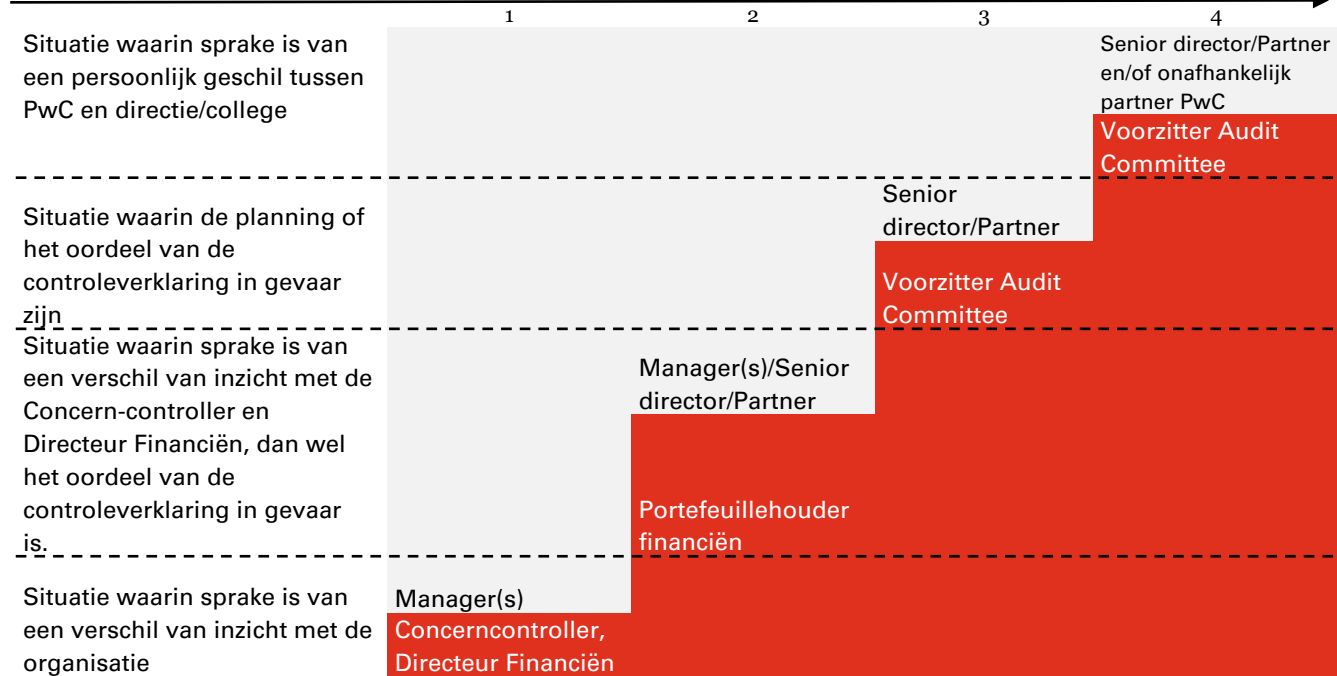 1 2 3 4
Situatie waarin sprake is van
een persoonlijk geschil tussen
PwC en directie/college
Senior director/Partner
en/of onafhankelijk
partner PwC
Voorzitter Audit
Committee
Situatie waarin de planning of
het oordeel van de
controleverklaring in gevaar
zijn
Senior
director/Partner
Voorzitter Audit
Committee
Situatie waarin sprake is van
een verschil van inzicht met de
Concern-controller en
Directeur Financiën, dan wel
het oordeel van de
controleverklaring in gevaar
is.
Manager(s)/Senior
director/Partner
Portefeuillehouder
financiën
Situatie waarin sprake is van
een verschil van inzicht met de
organisatie
Manager(s)
Concerncontroller,
Directeur Financiën